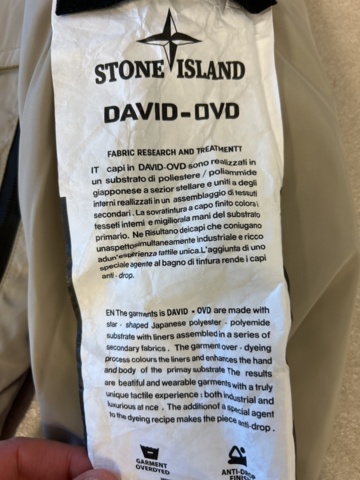 STONE ISLAND
DAVID-OVD
FABRIC RESEARCH AND TREATMENT1
IT capi in DAVID-OVD sono realizzati in
un substrato di poliestere / poliammide
giapponese a sezior stellare e uniti a degli
interni reallizzati in un assemblaggio di tessuti
secondari. La sovratintura a capo finito colora i
tesseti interni e migliorala mani del substrato
primario. Ne Risultano deicapi che coniugano
unaspettosimultaneamente industriale e ricco
adun'esperienza tattile unica. L'aggiunta di uno
speciale agente al bagno di tintura rende i capi
anti-drop.
EN The garments is DAVID - OVD are made with
star - shaped Japanese polyester - polyemide
substrate with liners assembled in a series of
secondary fabrics. The garment over - dyeing
process colours the liners and enhances the hand
and body of the primay substrate The results
are beatiful and wearable garments with a truly
unique tactile experience : both industrial and
luxurious at nce. The additionof a special agent
to the dyeing recipe makes the piece anti-drop.
GARMENT
OVERDYED
ANTI-DROP
FINISH